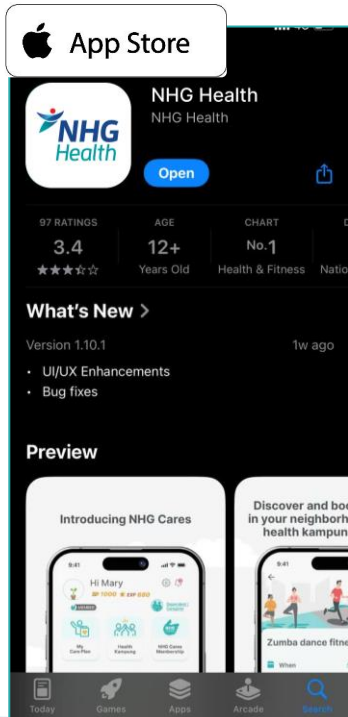 App Store
NHG Health
NHG Health
NHG
Health
Open
97 RATINGS
AGE
CHART
3.4
12+
No.1
Years Old
Health & Fitness
What's New >
Version 1.10.1
1w ago
• UI/UX Enhancements
• Bug fixes
Preview
Introducing NHG Cares
9:41
Hi Mary
My
Care Plan
Health
Kampung
NHG Cares
Membership
Discover and boo
in your neighborh
health kampun
9:41
Zumba dance fitne
When
Today
Games
Apps
Arcade
Search